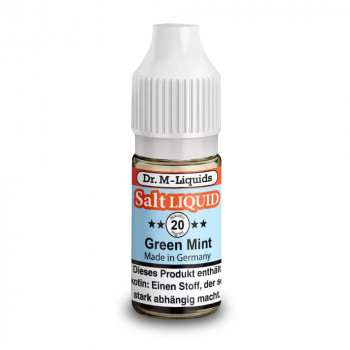 Dr. M-Liquids
Salt LIQUID
20
Green Mint
Made in Germany
Dieses Produkt enthält
kotin: Einen Stoff, der se
stark abhängig macht.